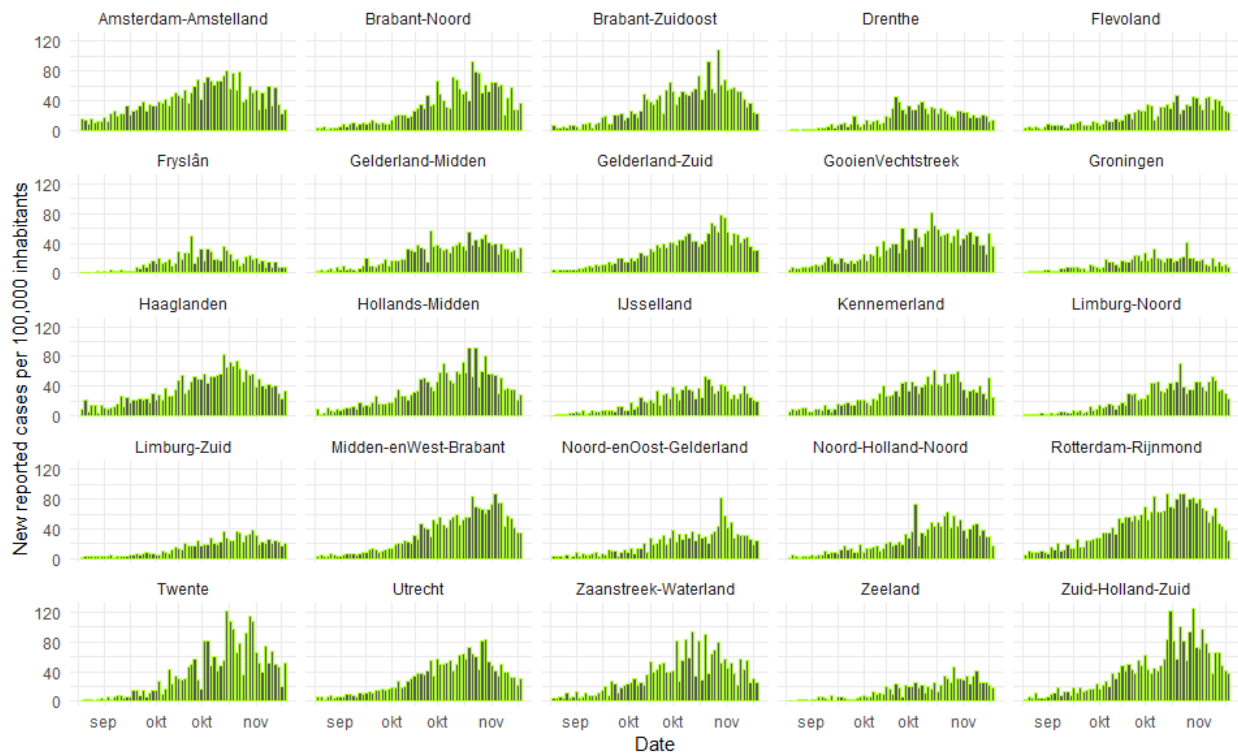 Amsterdam-Amstelland Brabant-Noord Brabant-Zuidoost Drenthe Flevoland
120
80
40
0
Fryslân Gelderland-Midden Gelderland-Zuid GooienVechtstreek Groningen
120
80
40
0
Haaglanden Hollands-Midden IJsselland Kennemerland Limburg-Noord
120
80
40
0
Limburg-Zuid Midden-enWest-Brabant Noord-enOost-Gelderland Noord-Holland-Noord Rotterdam-Rijnmond
120
80
40
0
Twente Utrecht Zaanstreek-Waterland Zeeland Zuid-Holland-Zuid
120
80
40
0
New reported cases per 100,000 inhabitants
sep okt okt nov sep okt okt nov sep okt okt nov sep okt okt nov sep okt okt nov
Date